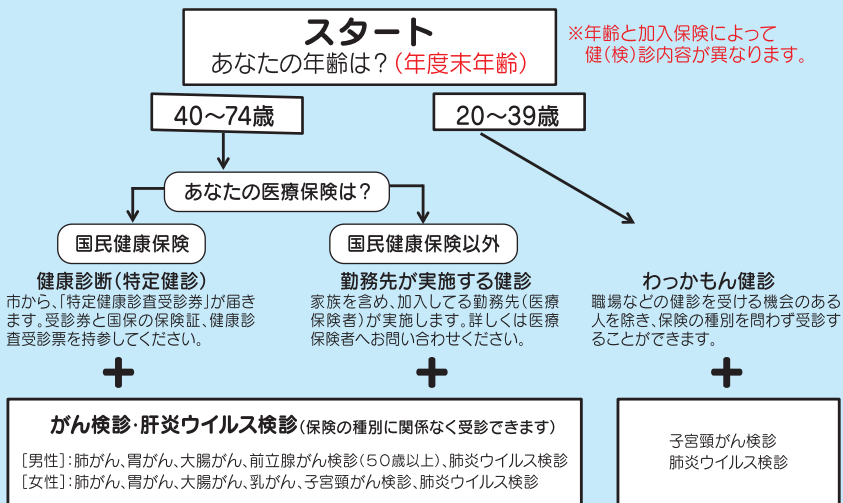 スタート
あなたの年齢は？（年度末年齢）
※年齢と加入保険によって
健（検）診内容が異なります。
40～74歳
20～39歳
あなたの医療保険は？
国民健康保険
国民健康保険以外
健康診断（特定健診）
市から、「特定健康診査受診券」が届き
ます。受診券と国保の保険証、健康診
査受診票を持参してください。
勤務先が実施する健診
家族を含め、加入してる勤務先（医療
保険者）が実施します。詳しくは医療
保険者へお問い合わせください。
わっかもん健診
職場などの健診を受ける機会のある
人を除き、保険の種別を問わず受診す
ることができます。
＋
＋
＋
がん検診・肝炎ウイルス検診（保険の種別に関係なく受診できます）
［男性］：肺がん、胃がん、大腸がん、前立腺がん検診（５０歳以上）、肺炎ウイルス検診
［女性］：肺がん、胃がん、大腸がん、乳がん、子宮頸がん検診、肺炎ウイルス検診
子宮頸がん検診
肺炎ウイルス検診